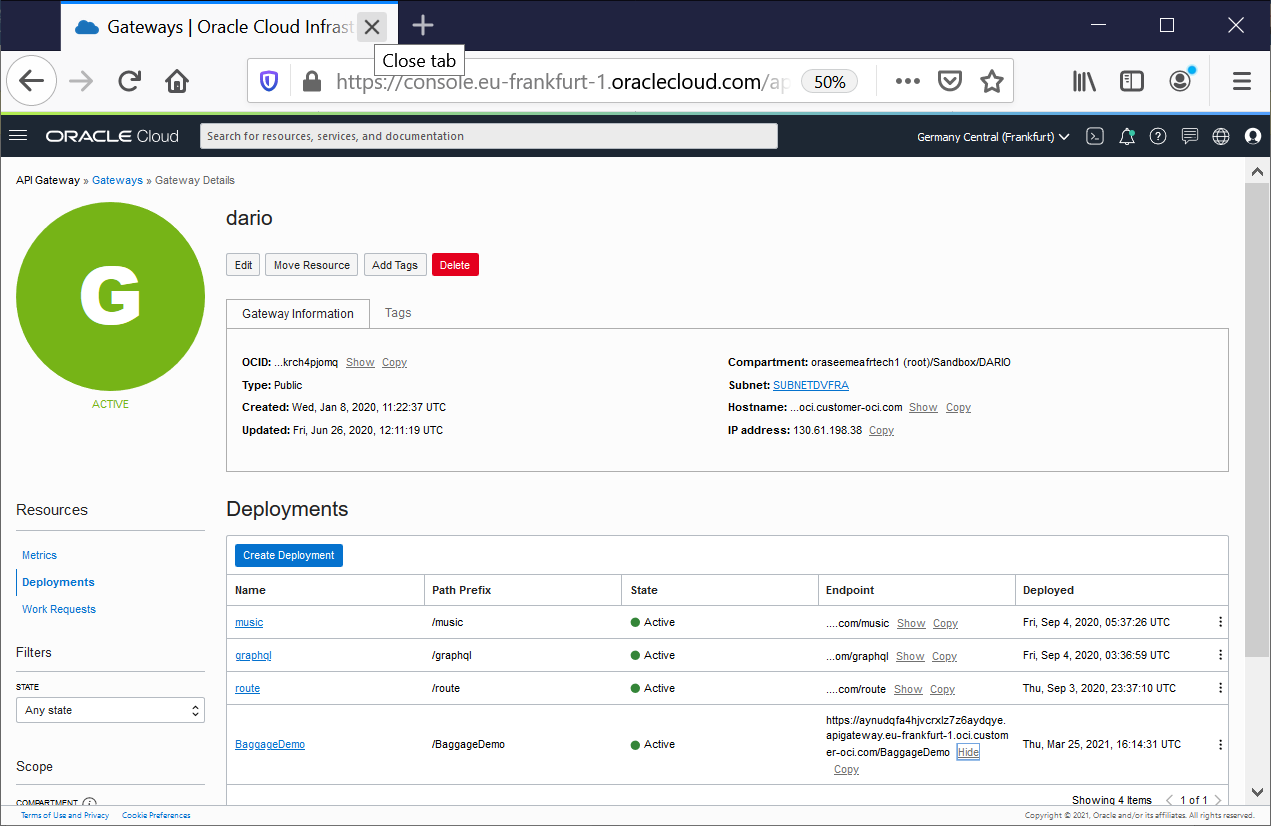 Gateways | Oracle Cloud Infrast
Close tab
https://console.eu-frankfurt-1.oraclecloud.com/ap
50%
ORACLE Cloud
Search for resources, services, and documentation
Germany Central (Frankfurt)
API Gateway » Gateways » Gateway Details
G
ACTIVE
dario
Edit Move Resource Add Tags Delete
Gateway Information Tags
OCID: ...krch4pjomq Show Copy
Type: Public
Created: Wed, Jan 8, 2020, 11:22:37 UTC
Updated: Fri, Jun 26, 2020, 12:11:19 UTC
Compartment: oraseemeafrtech1 (root)/Sandbox/DARIO
Subnet: SUBNETDVFRA
Hostname: ...oci.customer-oci.com Show Copy
IP address: 130.61.198.38 Copy
Resources
Metrics
Deployments
Work Requests
Filters
STATE
Any state
Scope
COMPARTMENT
Deployments
Create Deployment
Name Path Prefix State Endpoint Deployed
music /music Active ....com/music Show Copy Fri, Sep 4, 2020, 05:37:26 UTC
graphql /graphql Active ...om/graphql Show Copy Fri, Sep 4, 2020, 03:36:59 UTC
route /route Active ....com/route Show Copy Thu, Sep 3, 2020, 23:37:10 UTC
BaggageDemo /BaggageDemo Active
https://aynudqfa4hjvcrxlz7z6aydqye.
apigateway.eu-frankfurt-1.oci.custom
er-oci.com/BaggageDemo Hide
Copy
Thu, Mar 25, 2021, 16:14:31 UTC
Showing 4 Items 1 of 1
Terms of Use and Privacy Cookie Preferences
Copyright © 2021, Oracle and/or its affiliates. All rights reserved.